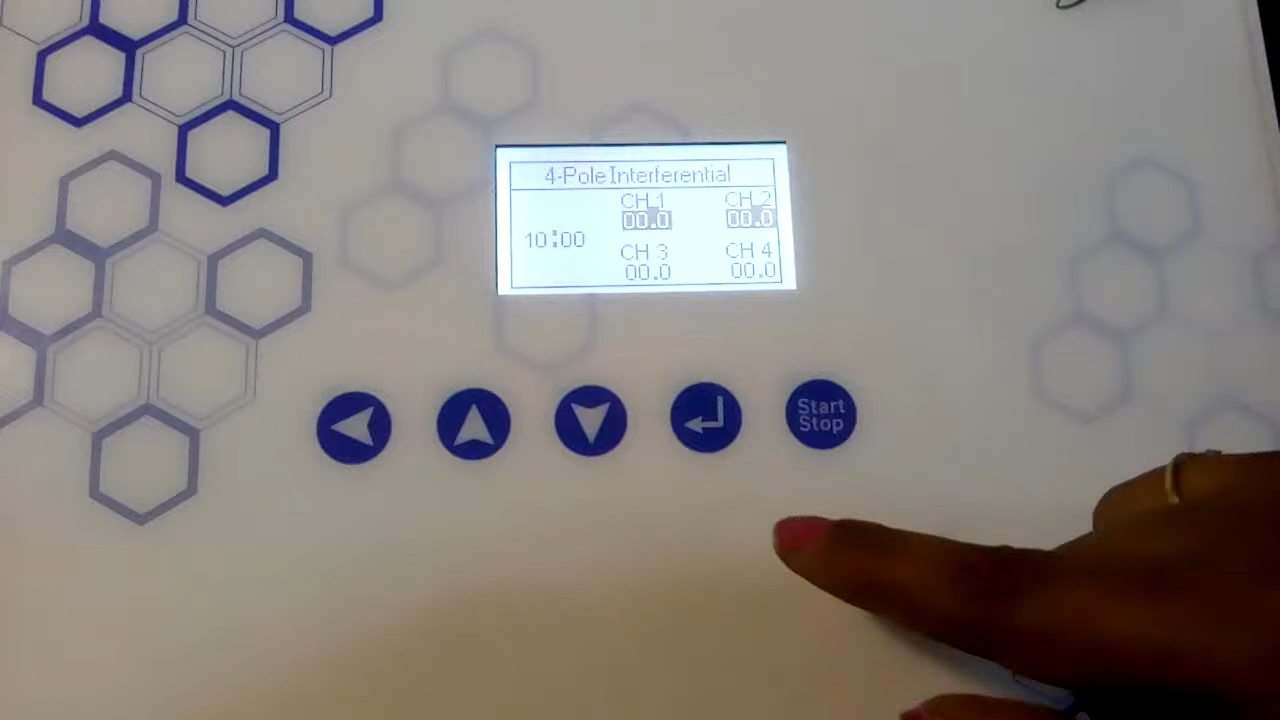 4-Pole Interferential
CH 1 CH 2
00.0 00.0
10:00
CH 3 CH 4
00.0 00.0
Start
Stop